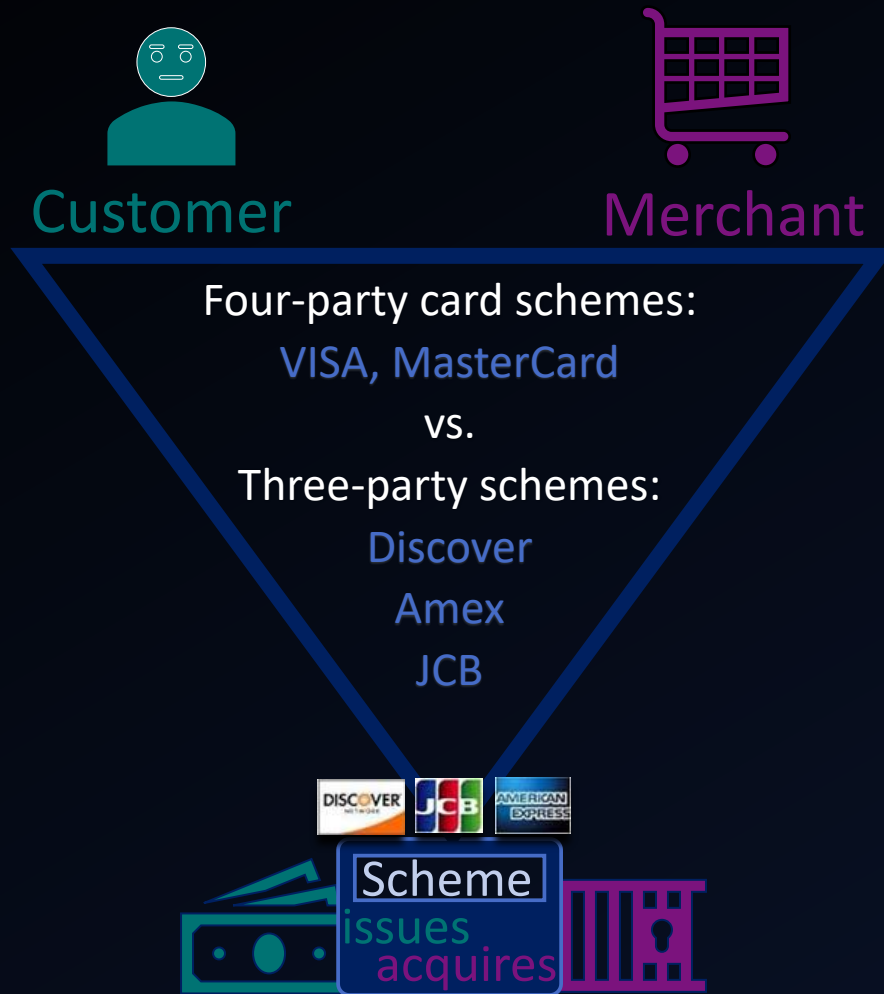 Customer
Merchant
Four-party card schemes:
VISA, MasterCard
vs.
Three-party schemes:
Discover
Amex
JCB
DISCOVER
NETWORK
JCB
AMERICAN
EXPRESS
Scheme
issues
acquires